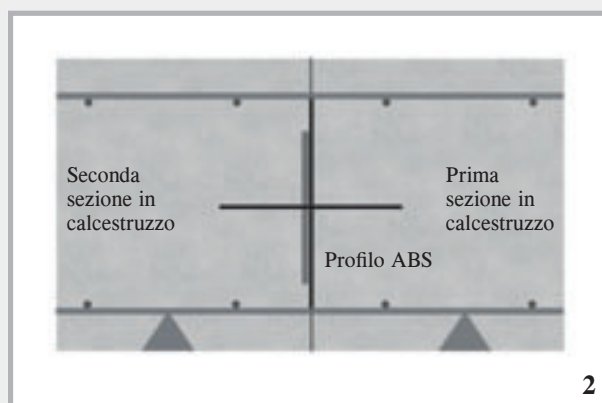 Seconda
sezione in
calcestruzzo
Prima
sezione in
calcestruzzo
Profilo ABS
2